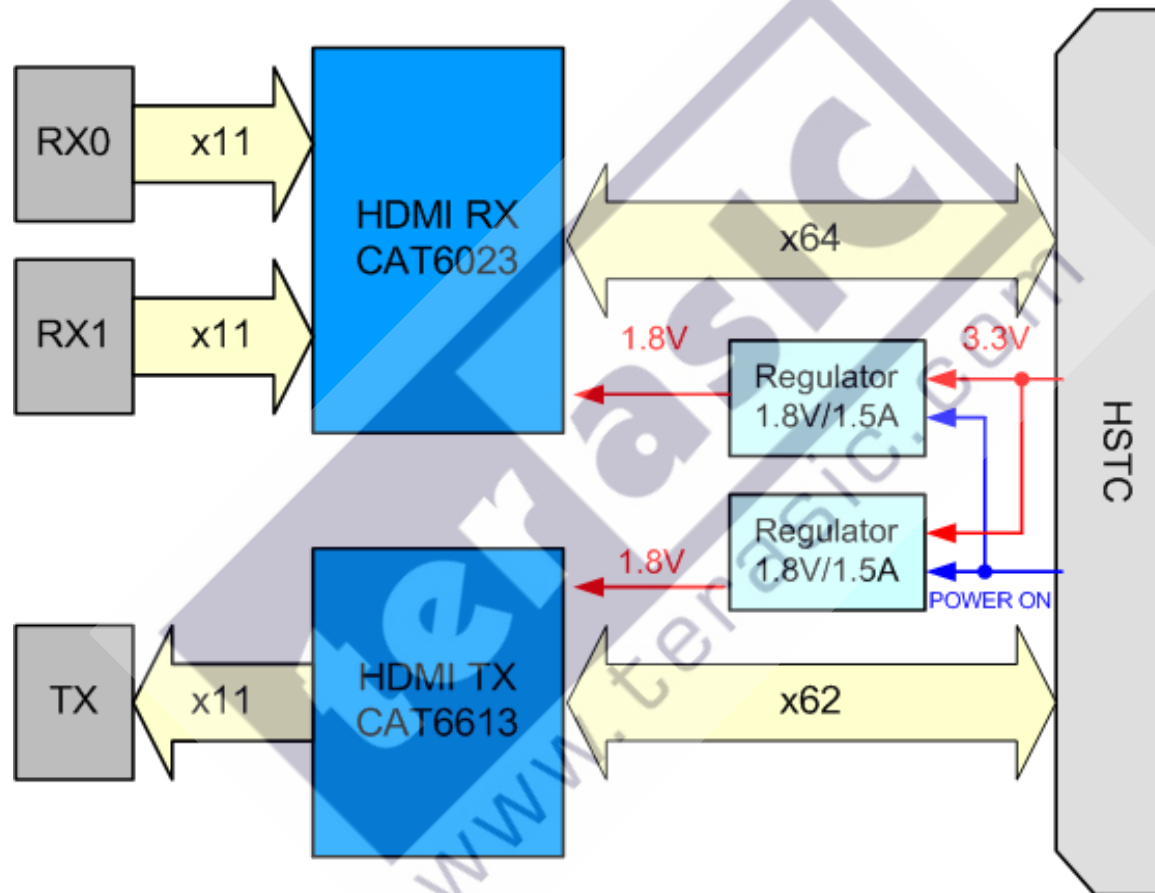 RX0
x11
HDMI RX
CAT6023
x64
RX1
x11
1.8V
3.3V
Regulator
1.8V/1.5A
HSTC
Regulator
1.8V/1.5A
1.8V
POWER ON
TX
x11
HDMI TX
CAT6613
x62
terasic
www.terasic.com